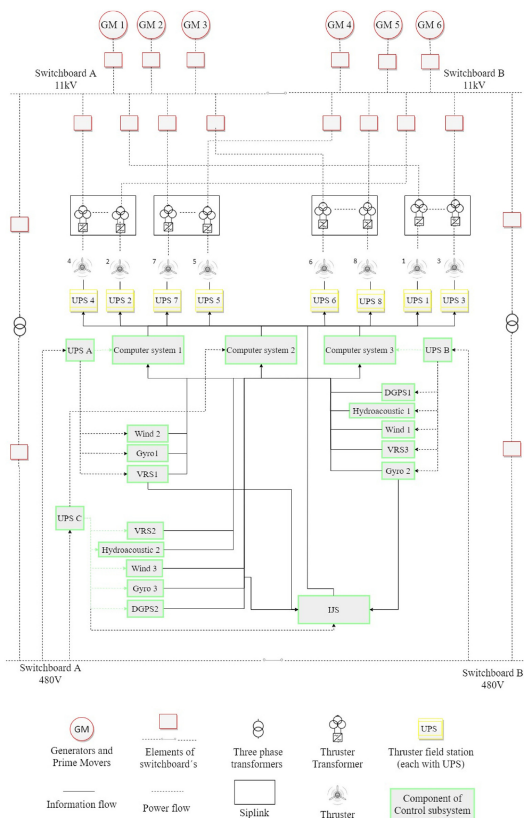 GM 1 GM 2 GM 3 GM 4 GM 5 GM 6
Switchboard A
11kV
Switchboard B
11kV
4 2 7 5 6 8 1 3
UPS 4 UPS 2 UPS 7 UPS 5 UPS 6 UPS 8 UPS 1 UPS 3
UPS A Computer system 1 Computer system 2 Computer system 3 UPS B
DGPS1
Hydroacoustic 1
Wind 1
VRS3
Gyro 2
Wind 2
Gyro1
VRS1
UPS C
VRS2
Hydroacoustic 2
Wind 3
Gyro 3
DGPS2
IJS
Switchboard A
480V
Switchboard B
480V
GM
UPS
Generators and
Prime Movers
Elements of
switchboard´s
Three phase
transformers
Thruster
Transformer
Thruster field station
(each with UPS)
Information flow
Power flow
Siplink
Thruster
Component of
Control subsystem